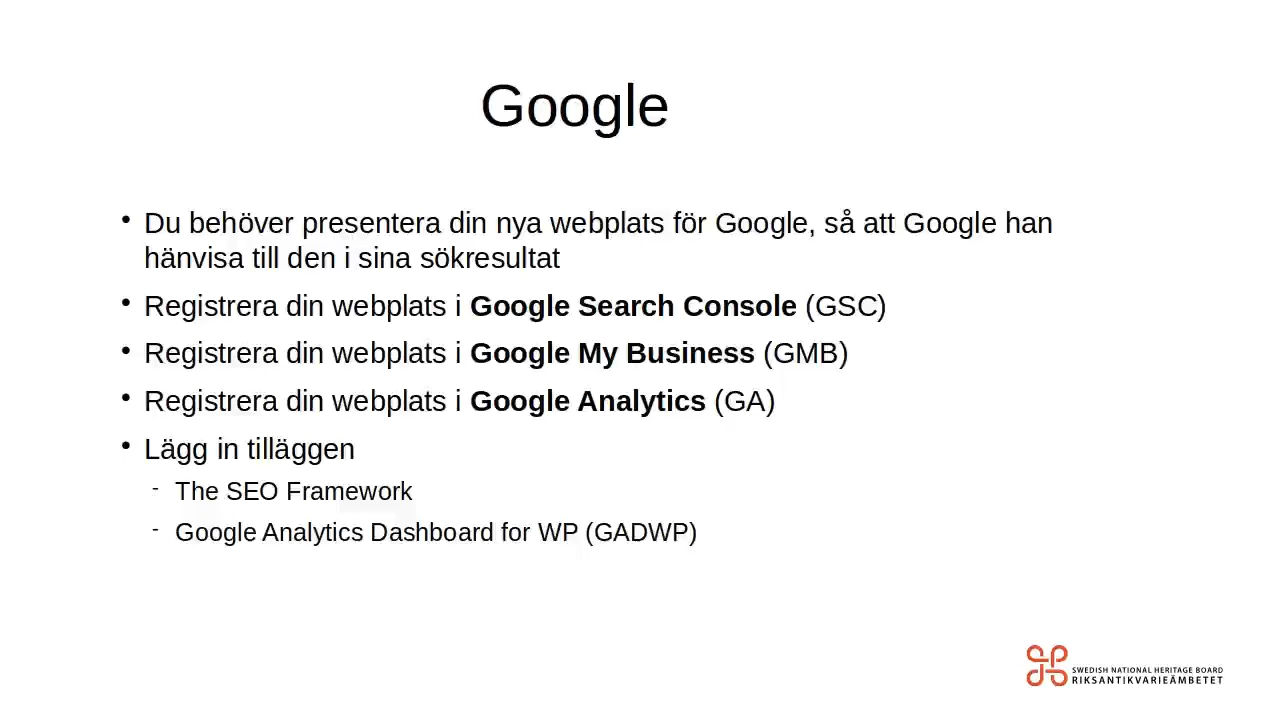 Google
• Du behöver presentera din nya webplats för Google, så att Google han
hänvisa till den i sina sökresultat
• Registrera din webplats i Google Search Console (GSC)
• Registrera din webplats i Google My Business (GMB)
• Registrera din webplats i Google Analytics (GA)
• Lägg in tilläggen
- The SEO Framework
- Google Analytics Dashboard for WP (GADWP)
SWEDISH NATIONAL HERITAGE BOARD
RIKSANTIKVARIEÄMBETET